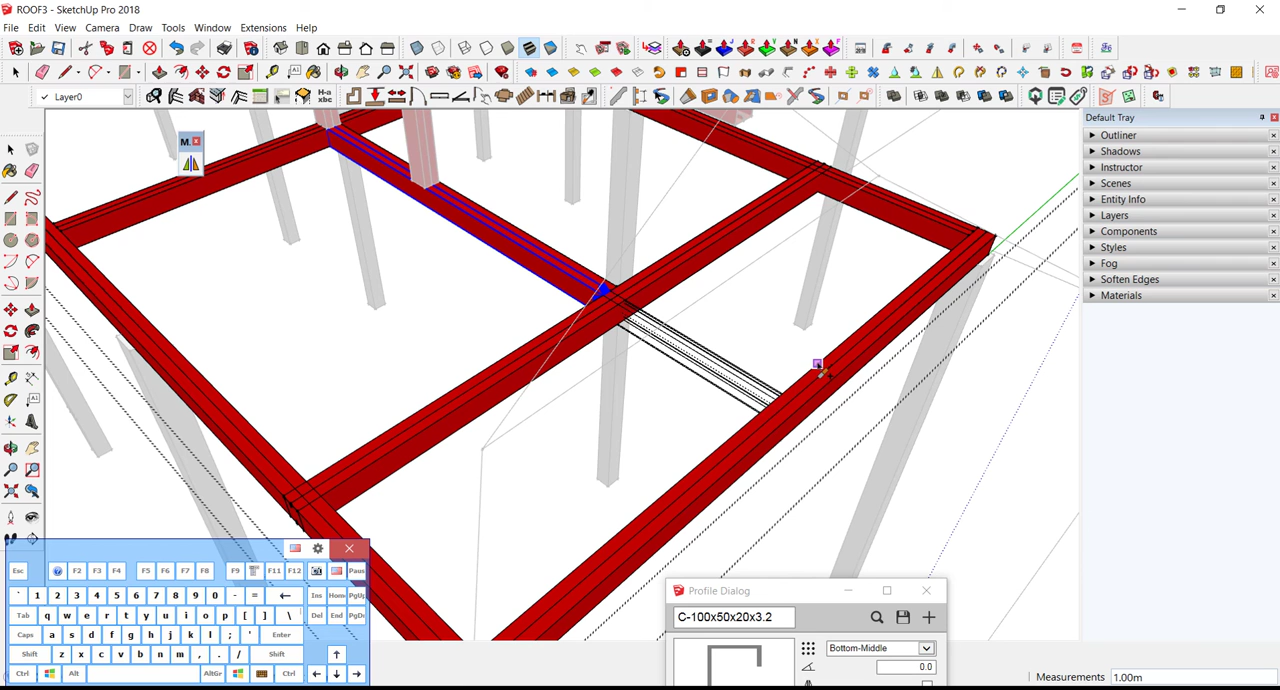 ROOF3 - SketchUp Pro 2018
File Edit View Camera Draw Tools Window Extensions Help
Layer0
Default Tray
Outliner
Shadows
Instructor
Scenes
Entity Info
Layers
Components
Styles
Fog
Soften Edges
Materials
M.
Esc F2 F3 F4 F5 F6 F7 F8 F9 F11 F12 Paus
` 1 2 3 4 5 6 7 8 9 0 - = Ins Home PgUp
Tab q w e r t y u i o p [ ] \ Del End PgDn
Caps a s d f g h j k l ; ' Enter
Shift z x c v b n m , . / Shift
Ctrl Alt AltGr Ctrl
Profile Dialog
C-100x50x20x3.2
Bottom-Middle
0.0
Measurements 1.00m